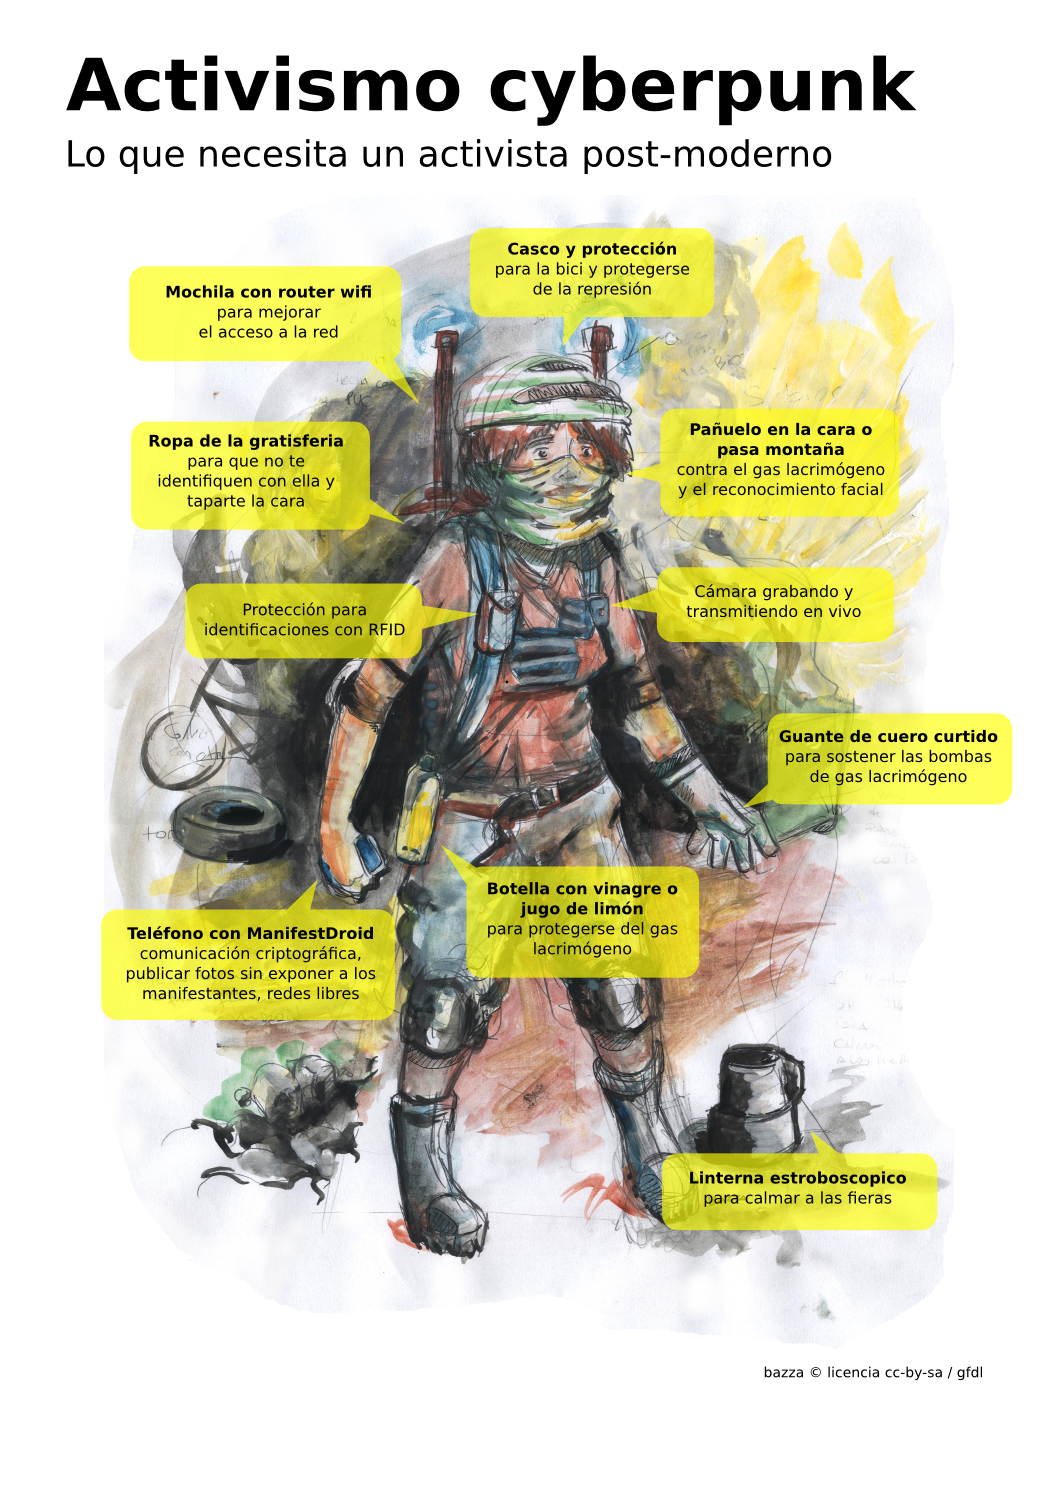 Activismo cyberpunk
Lo que necesita un activista post-moderno
Casco y protección
para la bici y protegerse
de la represión
Mochila con router wifi
para mejorar
el acceso a la red
Pañuelo en la cara o
pasa montaña
contra el gas lacrimógeno
y el reconocimiento facial
Ropa de la gratisferia
para que no te
identifiquen con ella y
taparte la cara
Cámara grabando y
transmitiendo en vivo
Protección para
identificaciones con RFID
Guante de cuero curtido
para sostener las bombas
de gas lacrimógeno
Botella con vinagre o
jugo de limón
para protegerse del gas
lacrimógeno
Teléfono con ManifestDroid
comunicación criptográfica,
publicar fotos sin exponer a los
manifestantes, redes libres
Linterna estroboscopico
para calmar a las fieras
bazza © licencia cc-by-sa / gfdl